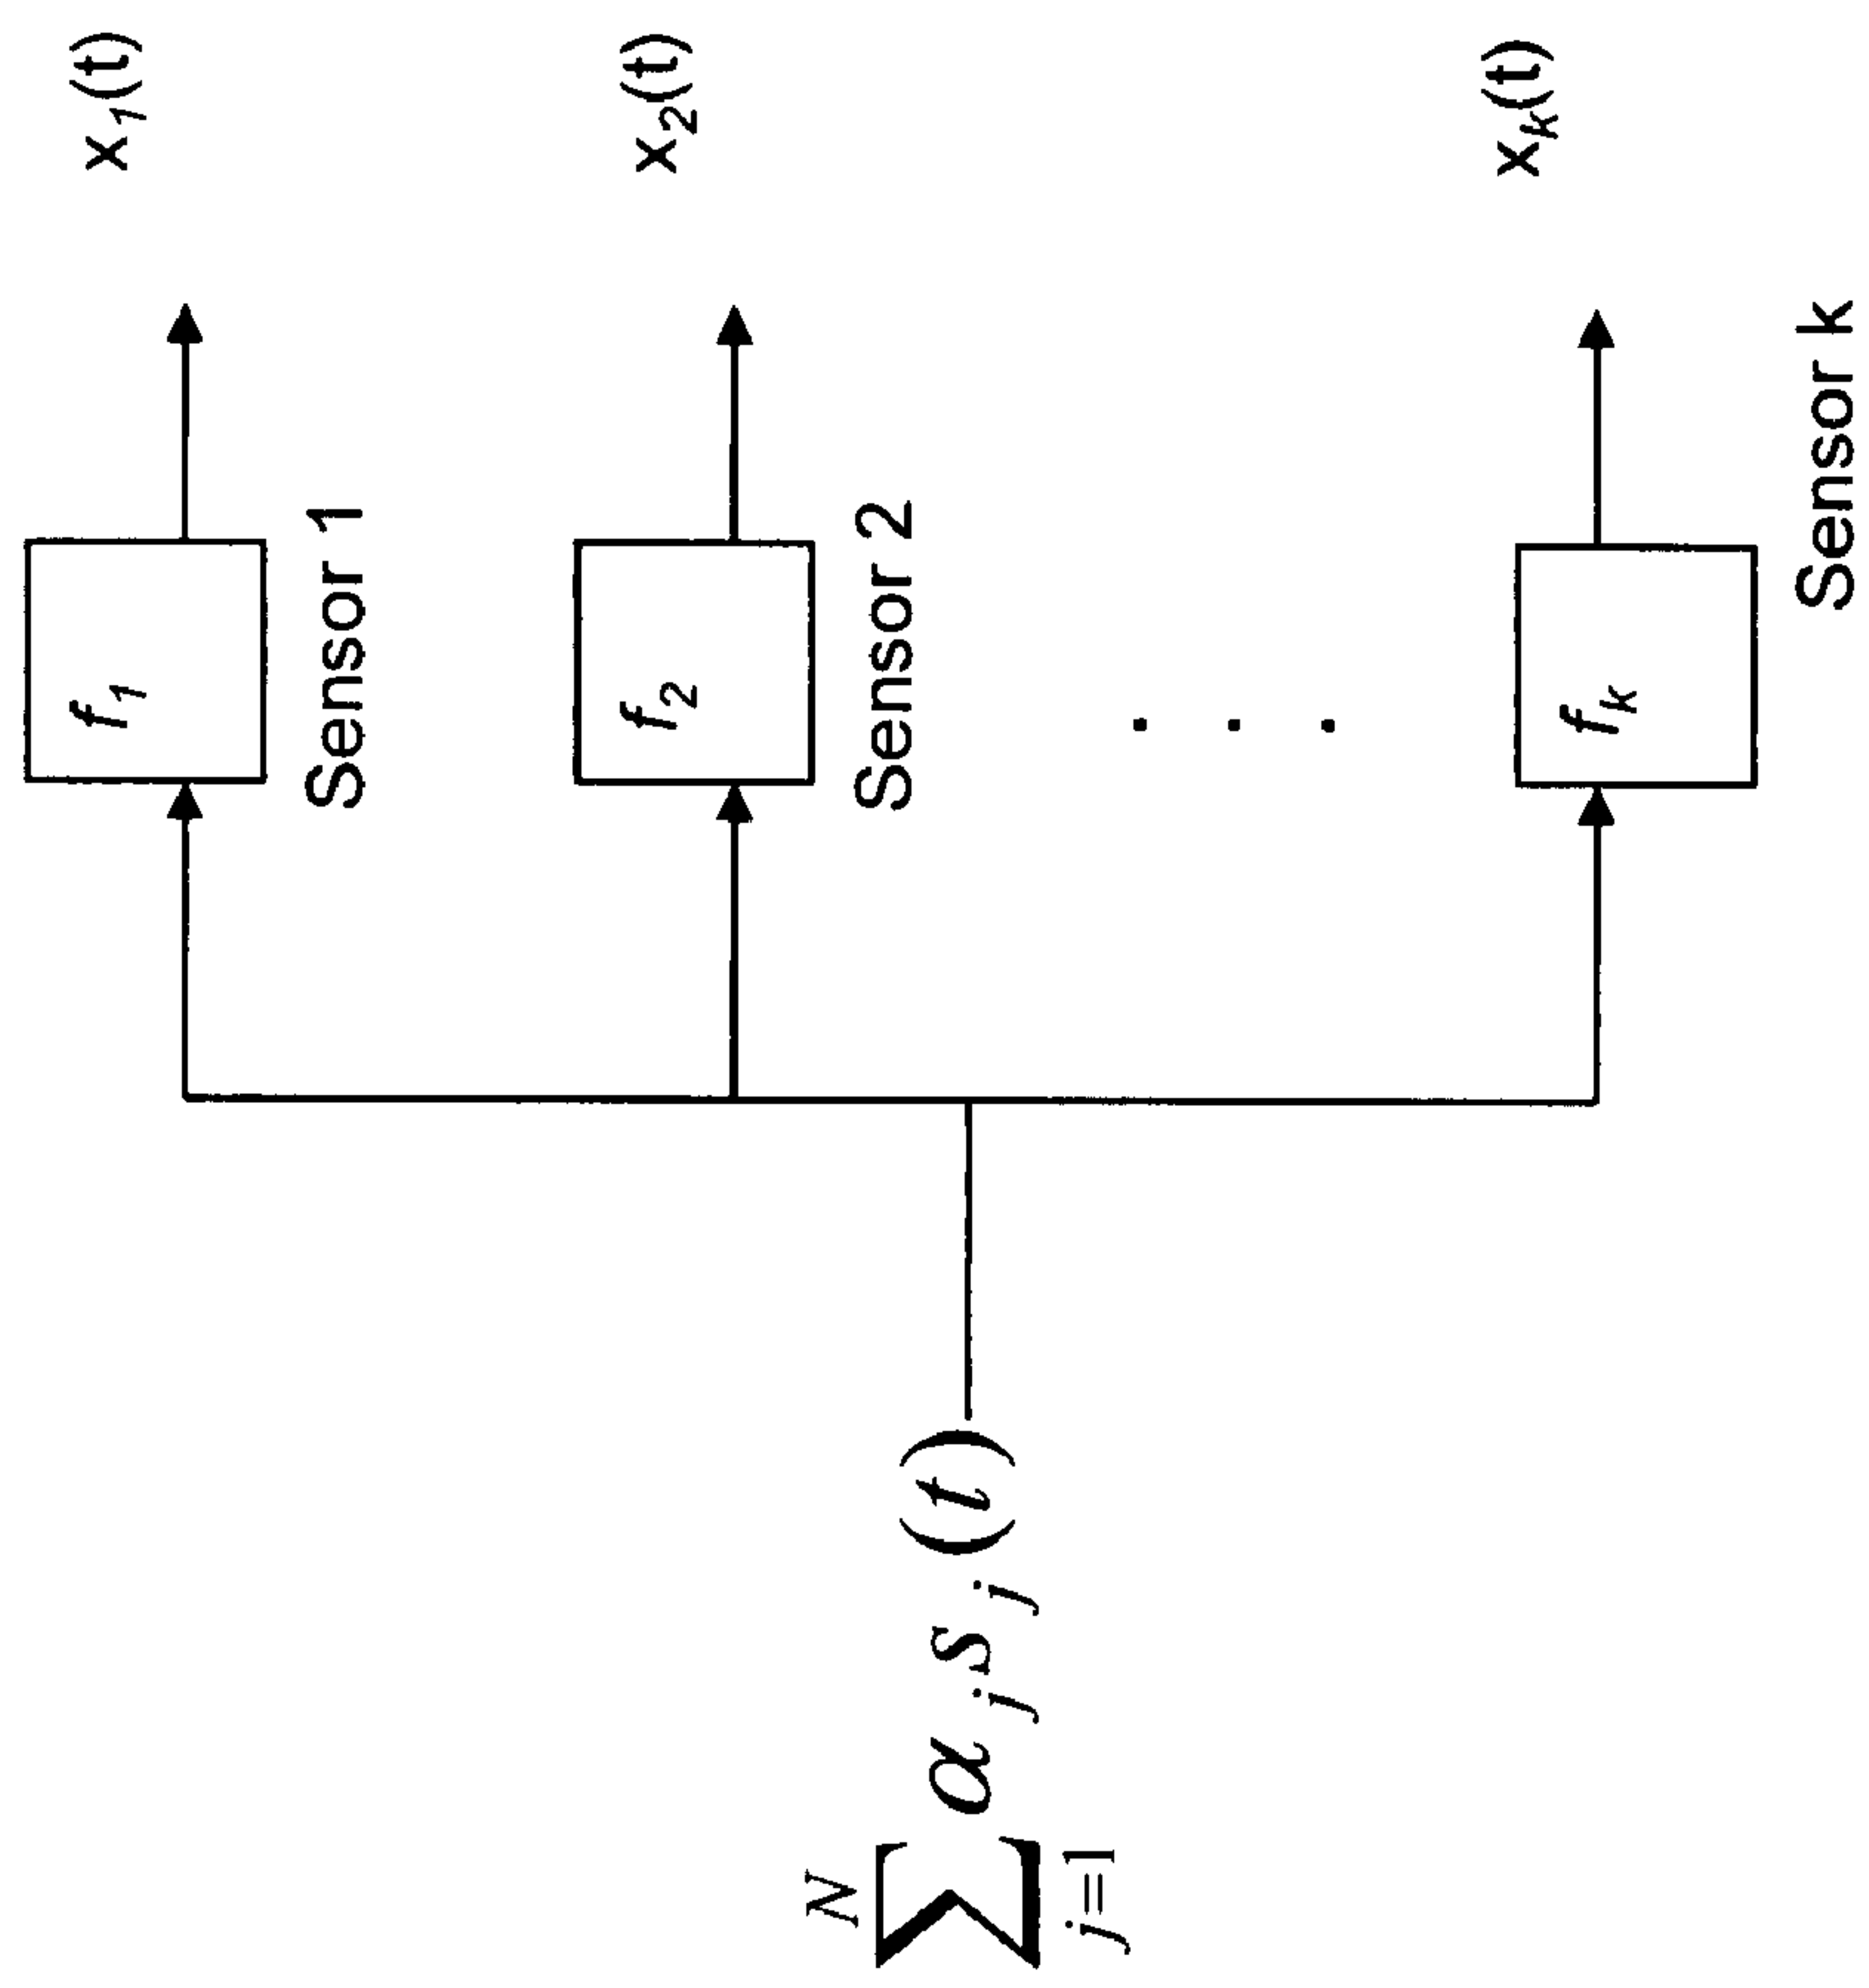 x1(t)
f1
Sensor 1
x2(t)
f2
Sensor 2
. . .
xk(t)
fk
Sensor k
N
∑ αjsj(t)
j=1